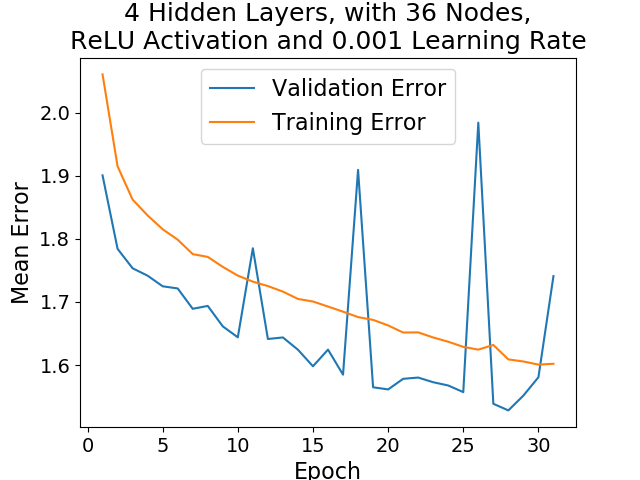 4 Hidden Layers, with 36 Nodes,
ReLU Activation and 0.001 Learning Rate
Validation Error
Training Error
Mean Error
2.0
1.9
1.8
1.7
1.6
0 5 10 15 20 25 30
Epoch